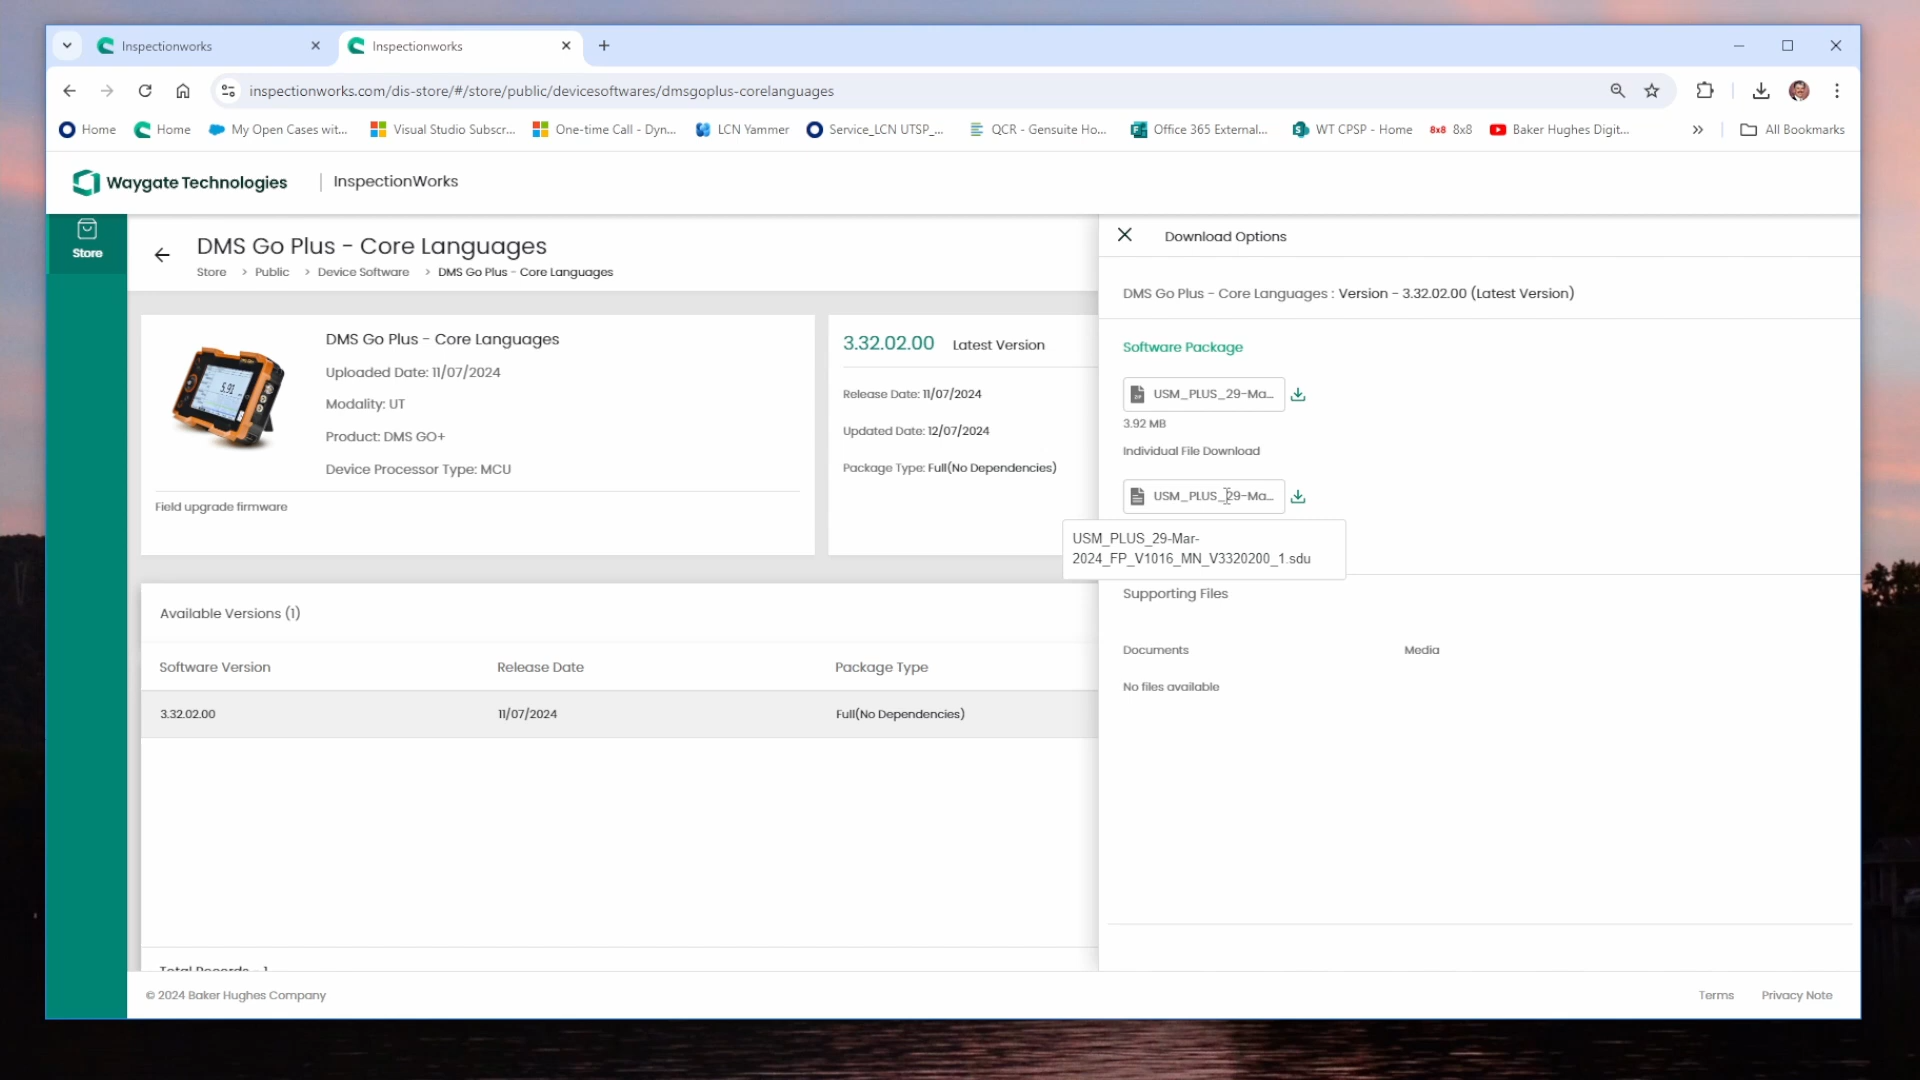 Inspectionworks
Inspectionworks
inspectionworks.com/dis-store/#/store/public/devicesoftwares/dmsgoplus-corelanguages
Home
Home
My Open Cases wit...
Visual Studio Subscr...
One-time Call - Dyn...
LCN Yammer
Service_LCN UTSP_...
QCR - Gensuite Ho...
Office 365 External...
WT CPSP - Home
8x8 8x8
Baker Hughes Digit...
All Bookmarks
Waygate Technologies
InspectionWorks
Store
DMS Go Plus - Core Languages
Store > Public > Device Software > DMS Go Plus - Core Languages
DMS Go Plus - Core Languages
Uploaded Date: 11/07/2024
Modality: UT
Product: DMS GO+
Device Processor Type: MCU
Field upgrade firmware
5.91
3.32.02.00 Latest Version
Release Date: 11/07/2024
Updated Date: 12/07/2024
Package Type: Full(No Dependencies)
Available Versions (1)
Software Version Release Date Package Type
3.32.02.00 11/07/2024 Full(No Dependencies)
Total Records - 1
Download Options
DMS Go Plus - Core Languages : Version - 3.32.02.00 (Latest Version)
Software Package
USM_PLUS_29-Ma...
3.92 MB
Individual File Download
USM_PLUS_29-Ma...
USM_PLUS_29-Mar-
2024_FP_V1016_MN_V3320200_1.sdu
Supporting Files
Documents Media
No files available
© 2024 Baker Hughes Company
Terms Privacy Note